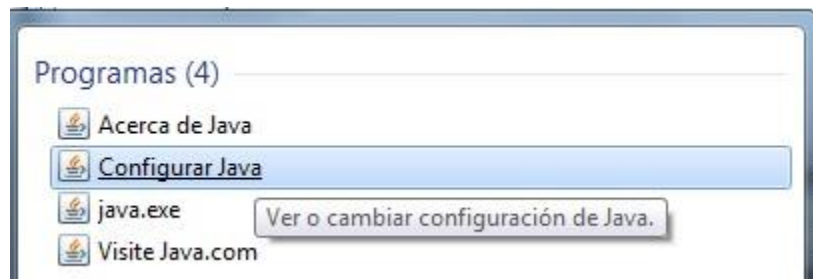 Programas (4)
Acerca de Java
Configurar Java
java.exe
Ver o cambiar configuración de Java.
Visite Java.com